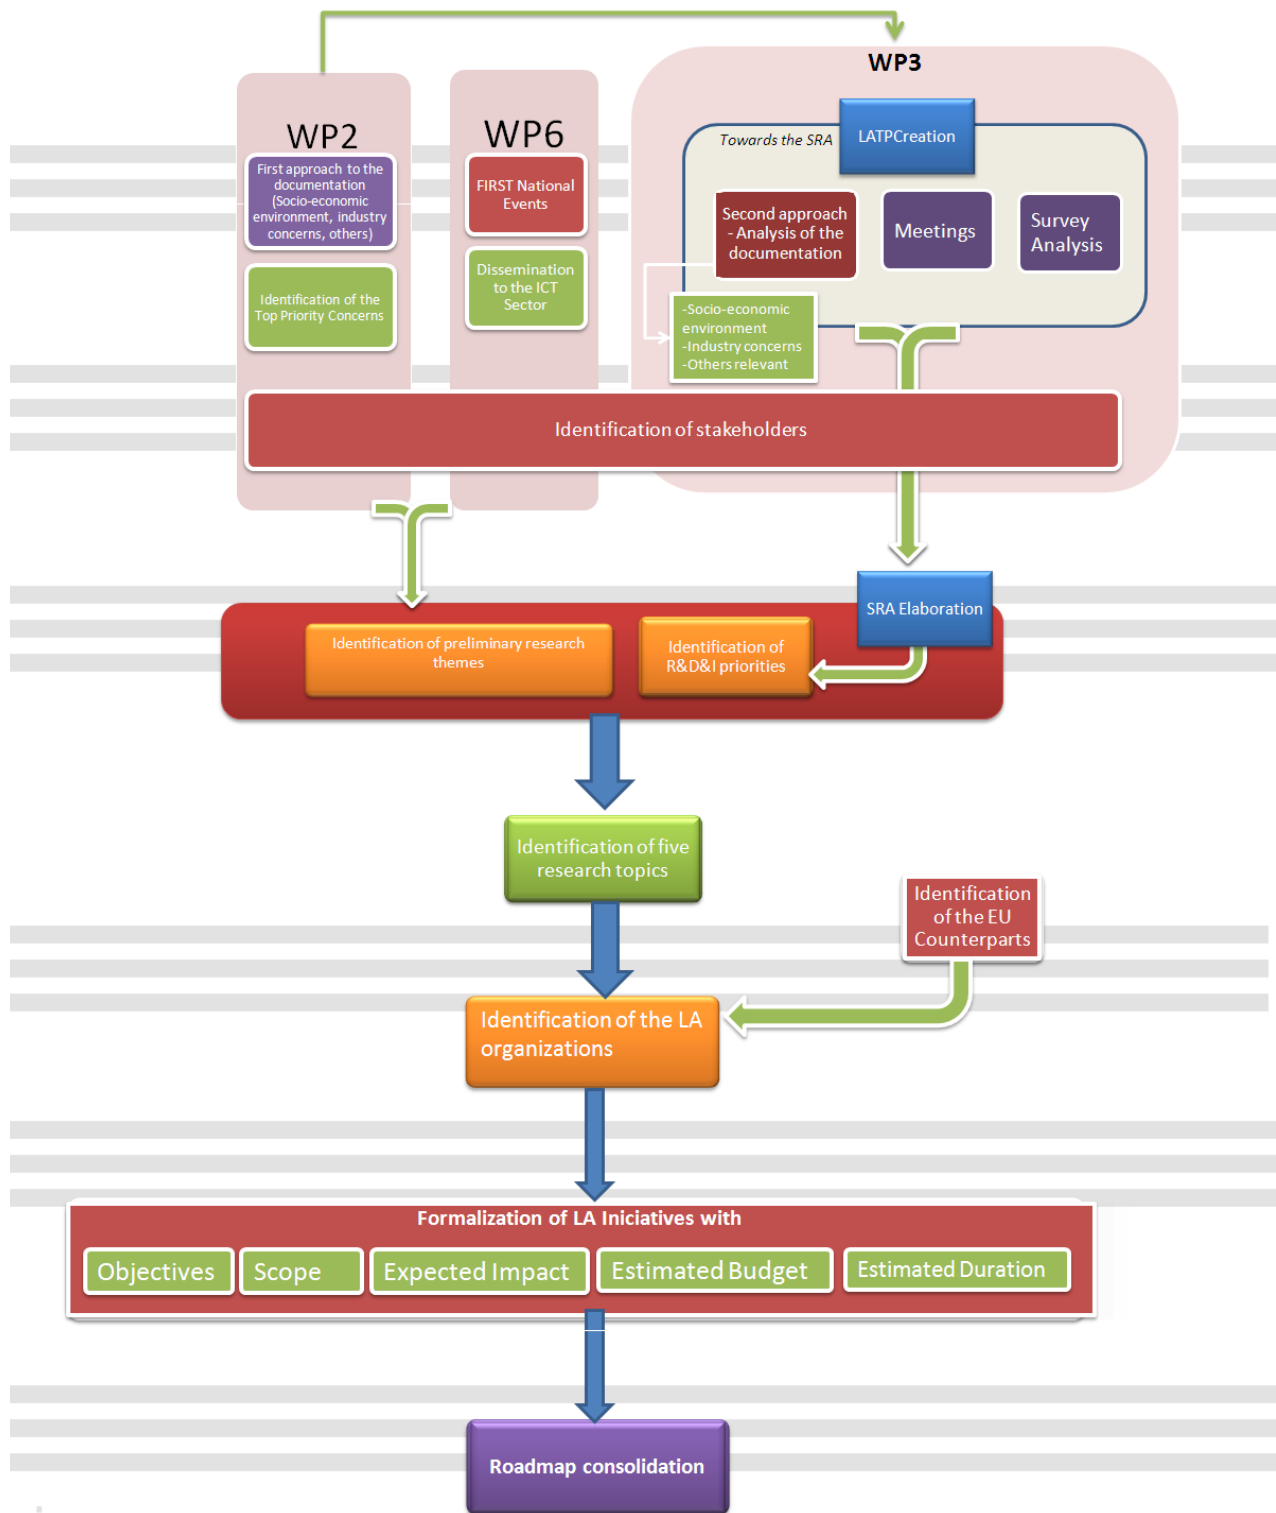 WP2
First approach to the
documentation
(Socio-economic
environment, industry
concerns, others)
Identification of the
Top Priority Concerns
WP6
FIRST National
Events
Dissemination
to the ICT
Sector
WP3
Towards the SRA
LATPCreation
Second approach
- Analysis of the
documentation
Meetings
Survey
Analysis
-Socio-economic
environment
-Industry concerns
-Others relevant
Identification of stakeholders
SRA Elaboration
Identification of preliminary research
themes
Identification of
R&D&I priorities
Identification of five
research topics
Identification
of the EU
Counterparts
Identification of the LA
organizations
Formalization of LA Iniciatives with
Objectives
Scope
Expected Impact
Estimated Budget
Estimated Duration
Roadmap consolidation